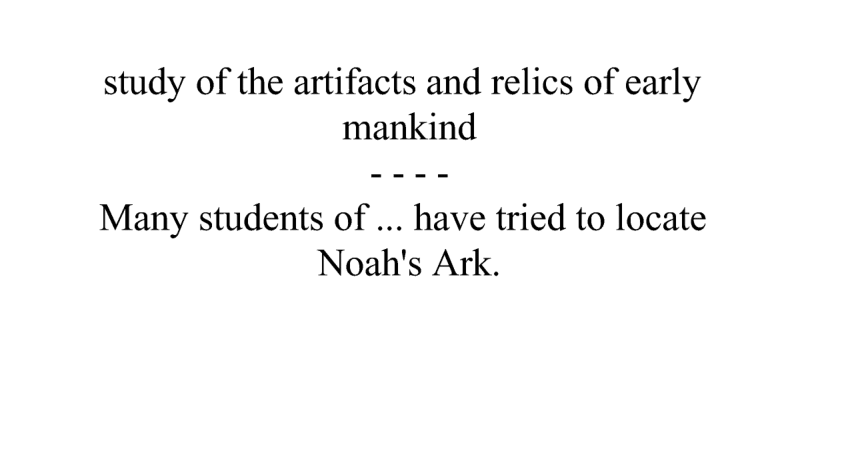 study of the artifacts and relics of early
mankind
- - - -
Many students of ... have tried to locate
Noah's Ark.